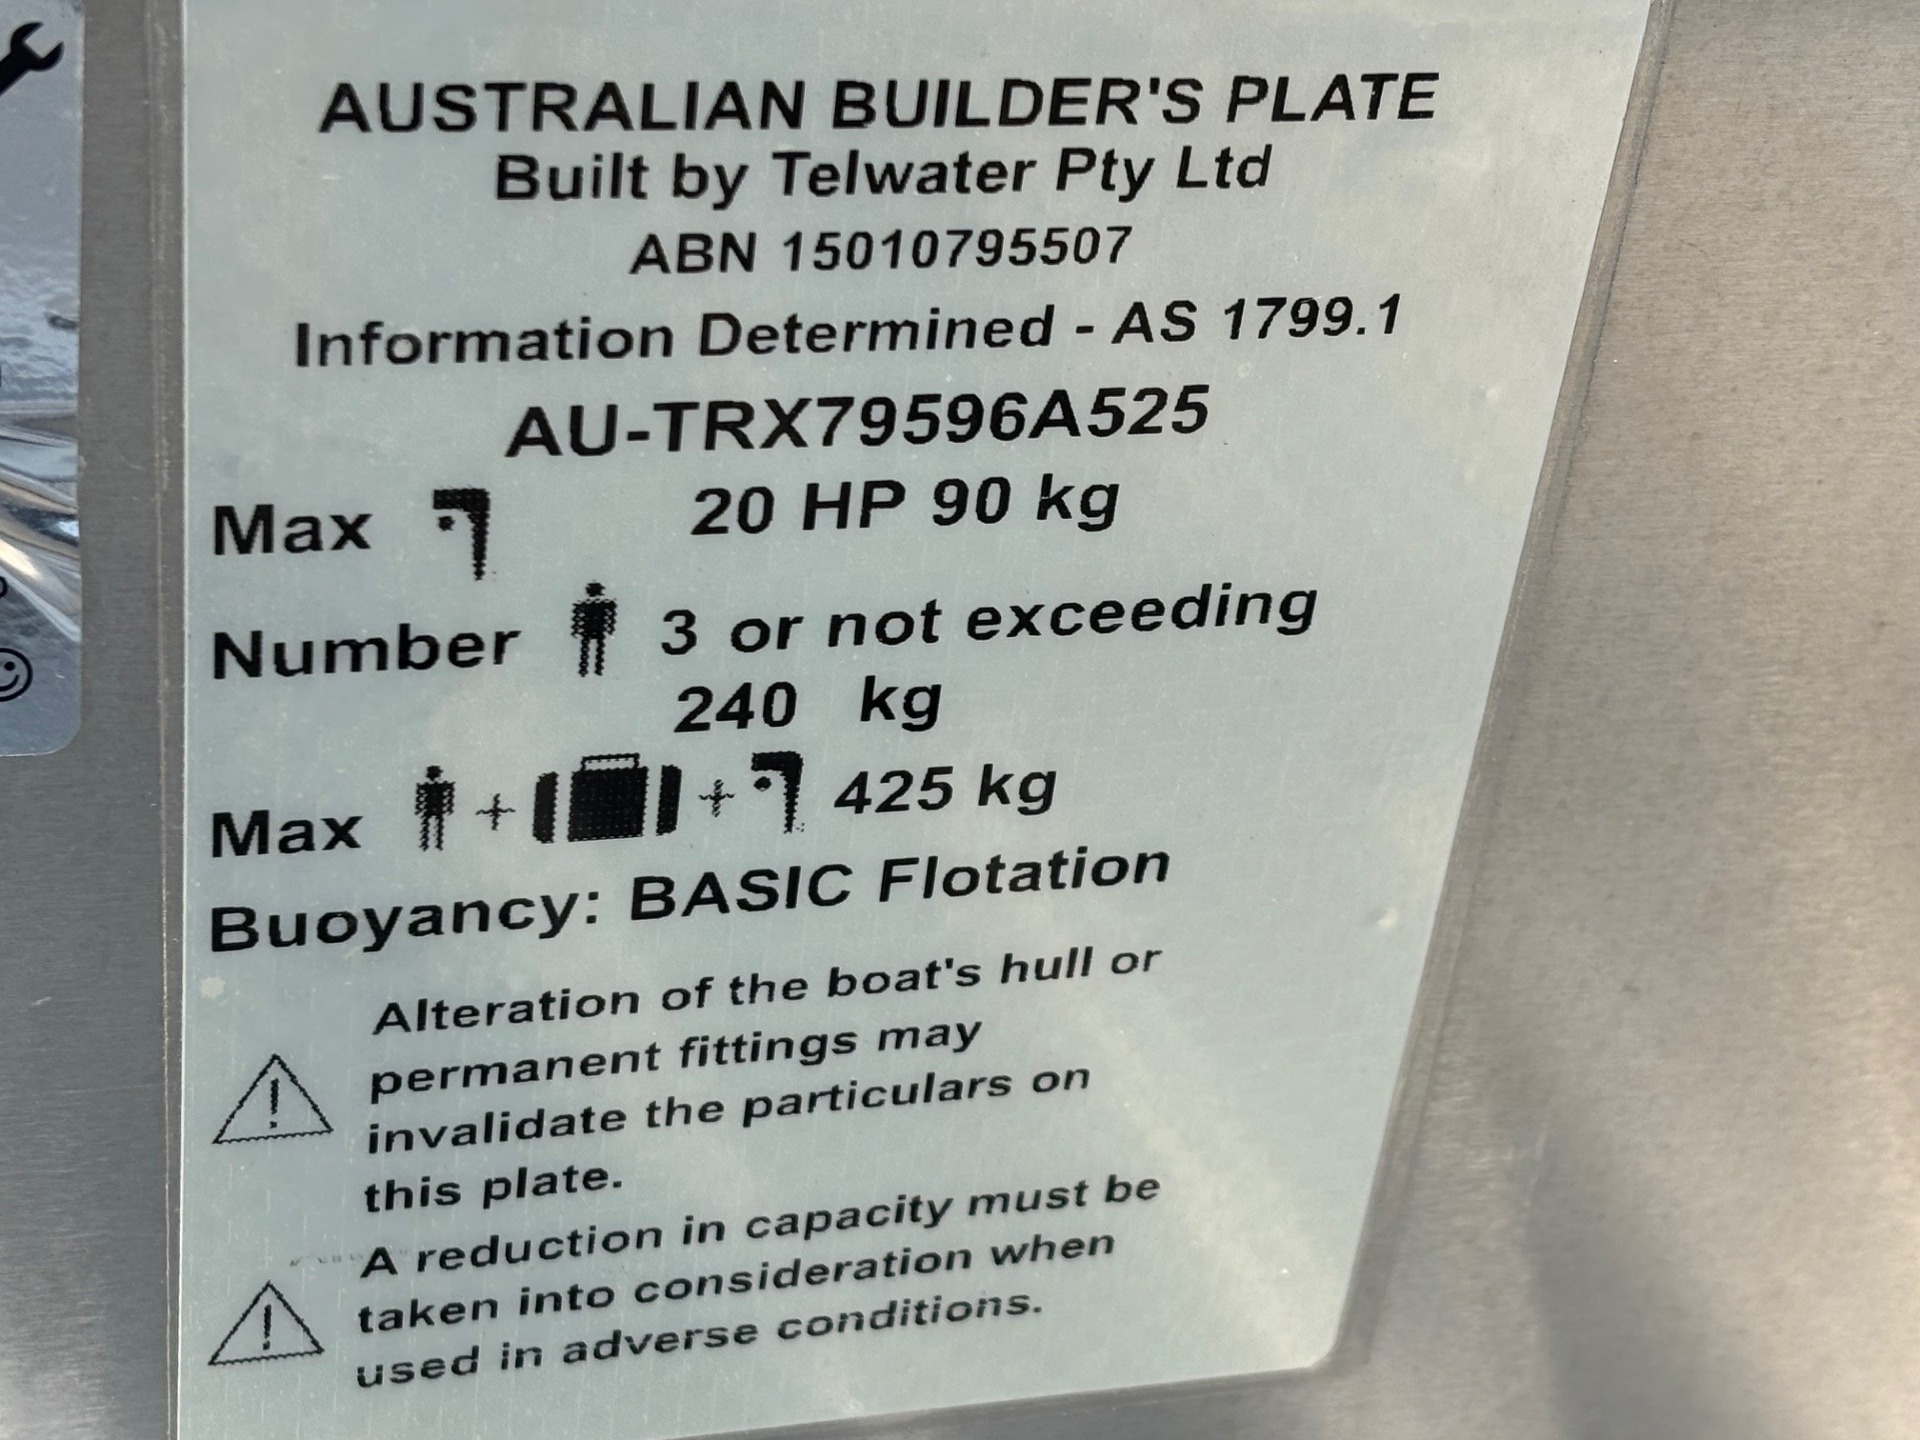 AUSTRALIAN BUILDER'S PLATE
Built by Telwater Pty Ltd
ABN 15010795507
Information Determined - AS 1799.1
AU-TRX79596A525
Max 20 HP 90 kg
Number 3 or not exceeding
240 kg
Max + + 425 kg
Buoyancy: BASIC Flotation
Alteration of the boat's hull or
permanent fittings may
invalidate the particulars on
this plate.
A reduction in capacity must be
taken into consideration when
used in adverse conditions.